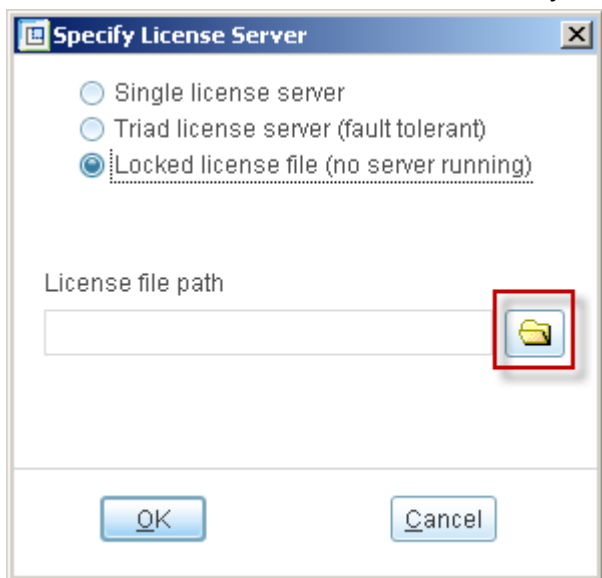 Specify License Server
Single license server
Triad license server (fault tolerant)
Locked license file (no server running)
License file path
OK
Cancel